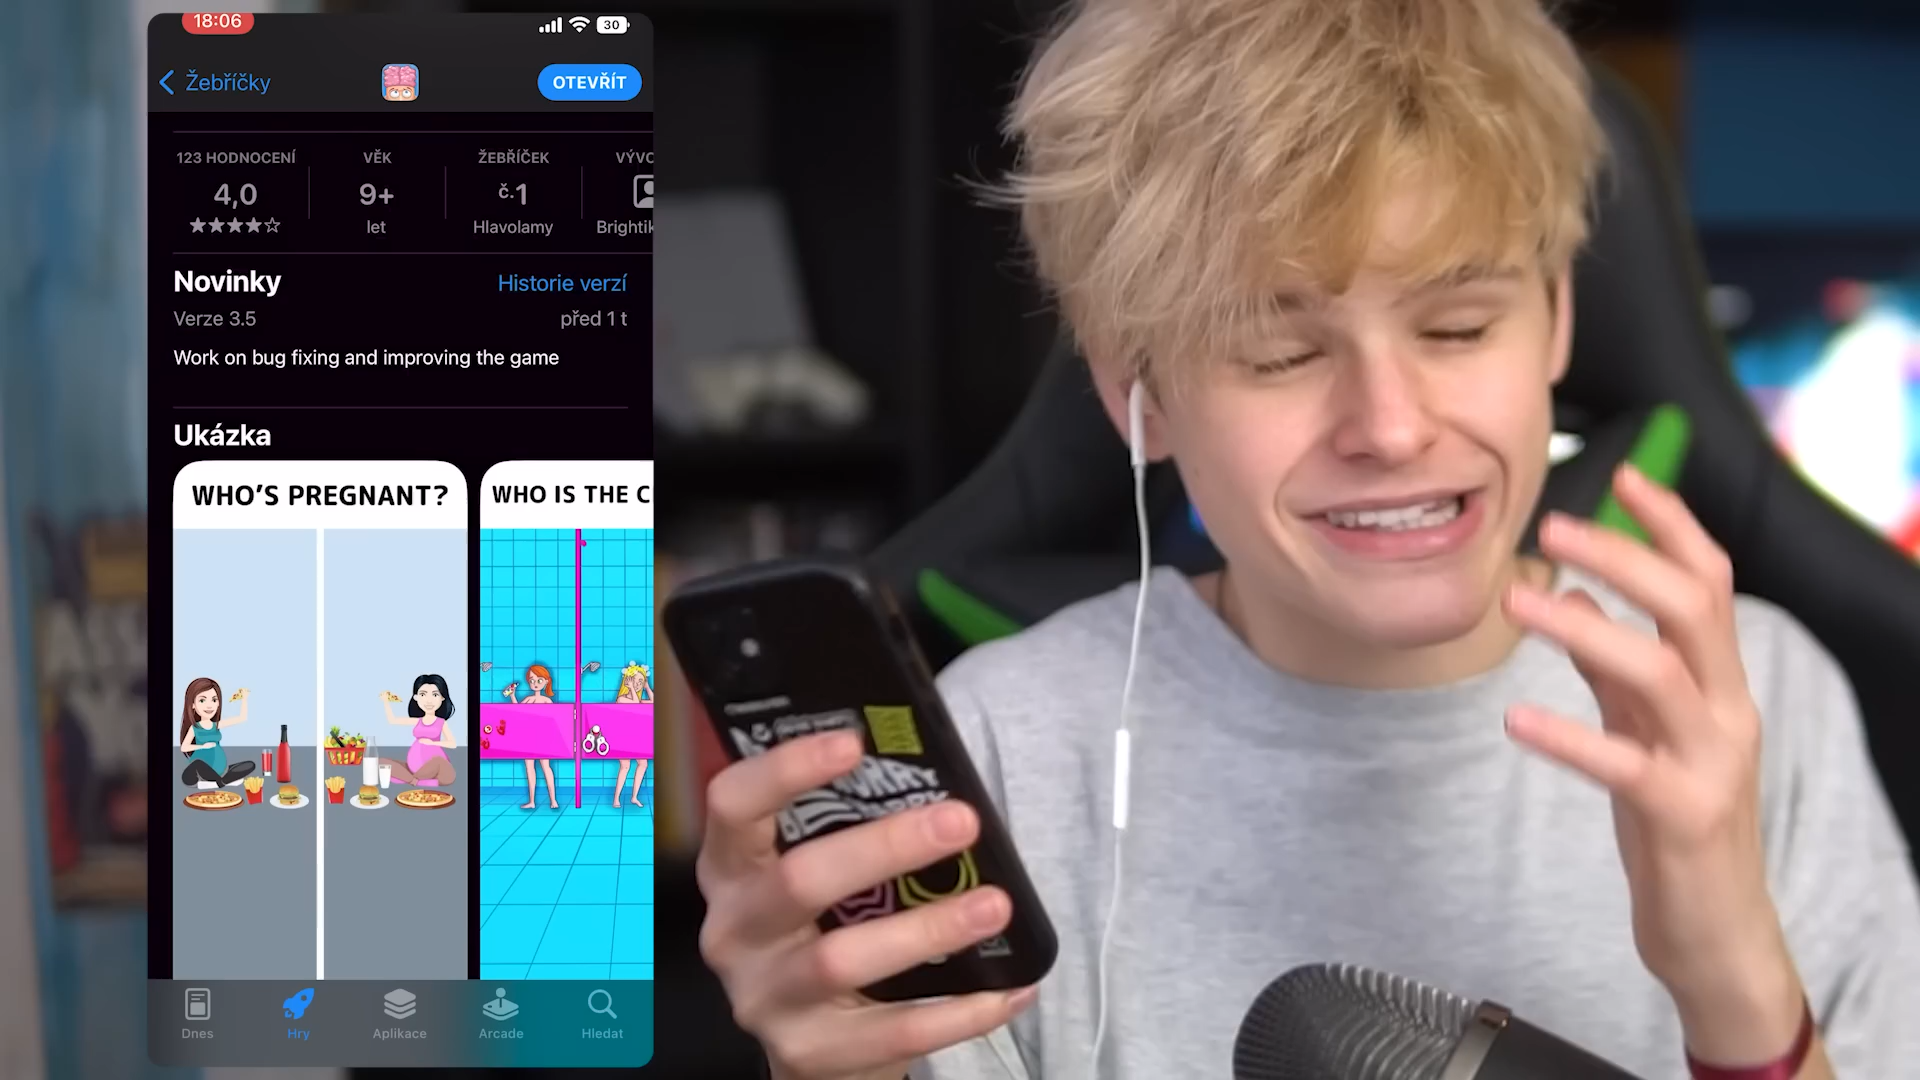 18:06
30
Žebříčky
OTEVŘÍT
123 HODNOCENÍ
VĚK
ŽEBŘÍČEK
VÝVC
4,0
9+
č.1
let
Hlavolamy
Brightik
Novinky
Historie verzí
Verze 3.5
před 1 t
Work on bug fixing and improving the game
Ukázka
WHO'S PREGNANT?
WHO IS THE C
Dnes
Hry
Aplikace
Arcade
Hledat